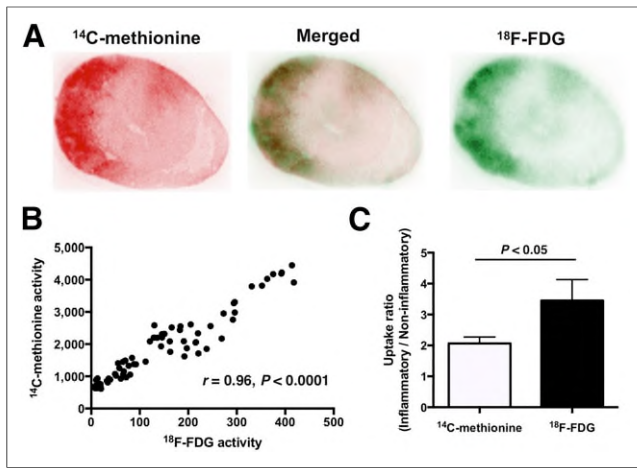 A
¹⁴C-methionine
Merged
¹⁸F-FDG
B
¹⁴C-methionine activity
5,000
4,000
3,000
2,000
1,000
0
0
100
200
300
400
500
r = 0.96, P < 0.0001
¹⁸F-FDG activity
C
Uptake ratio
(Inflammatory / Non-inflammatory)
5
4
3
2
1
0
P < 0.05
¹⁴C-methionine
¹⁸F-FDG